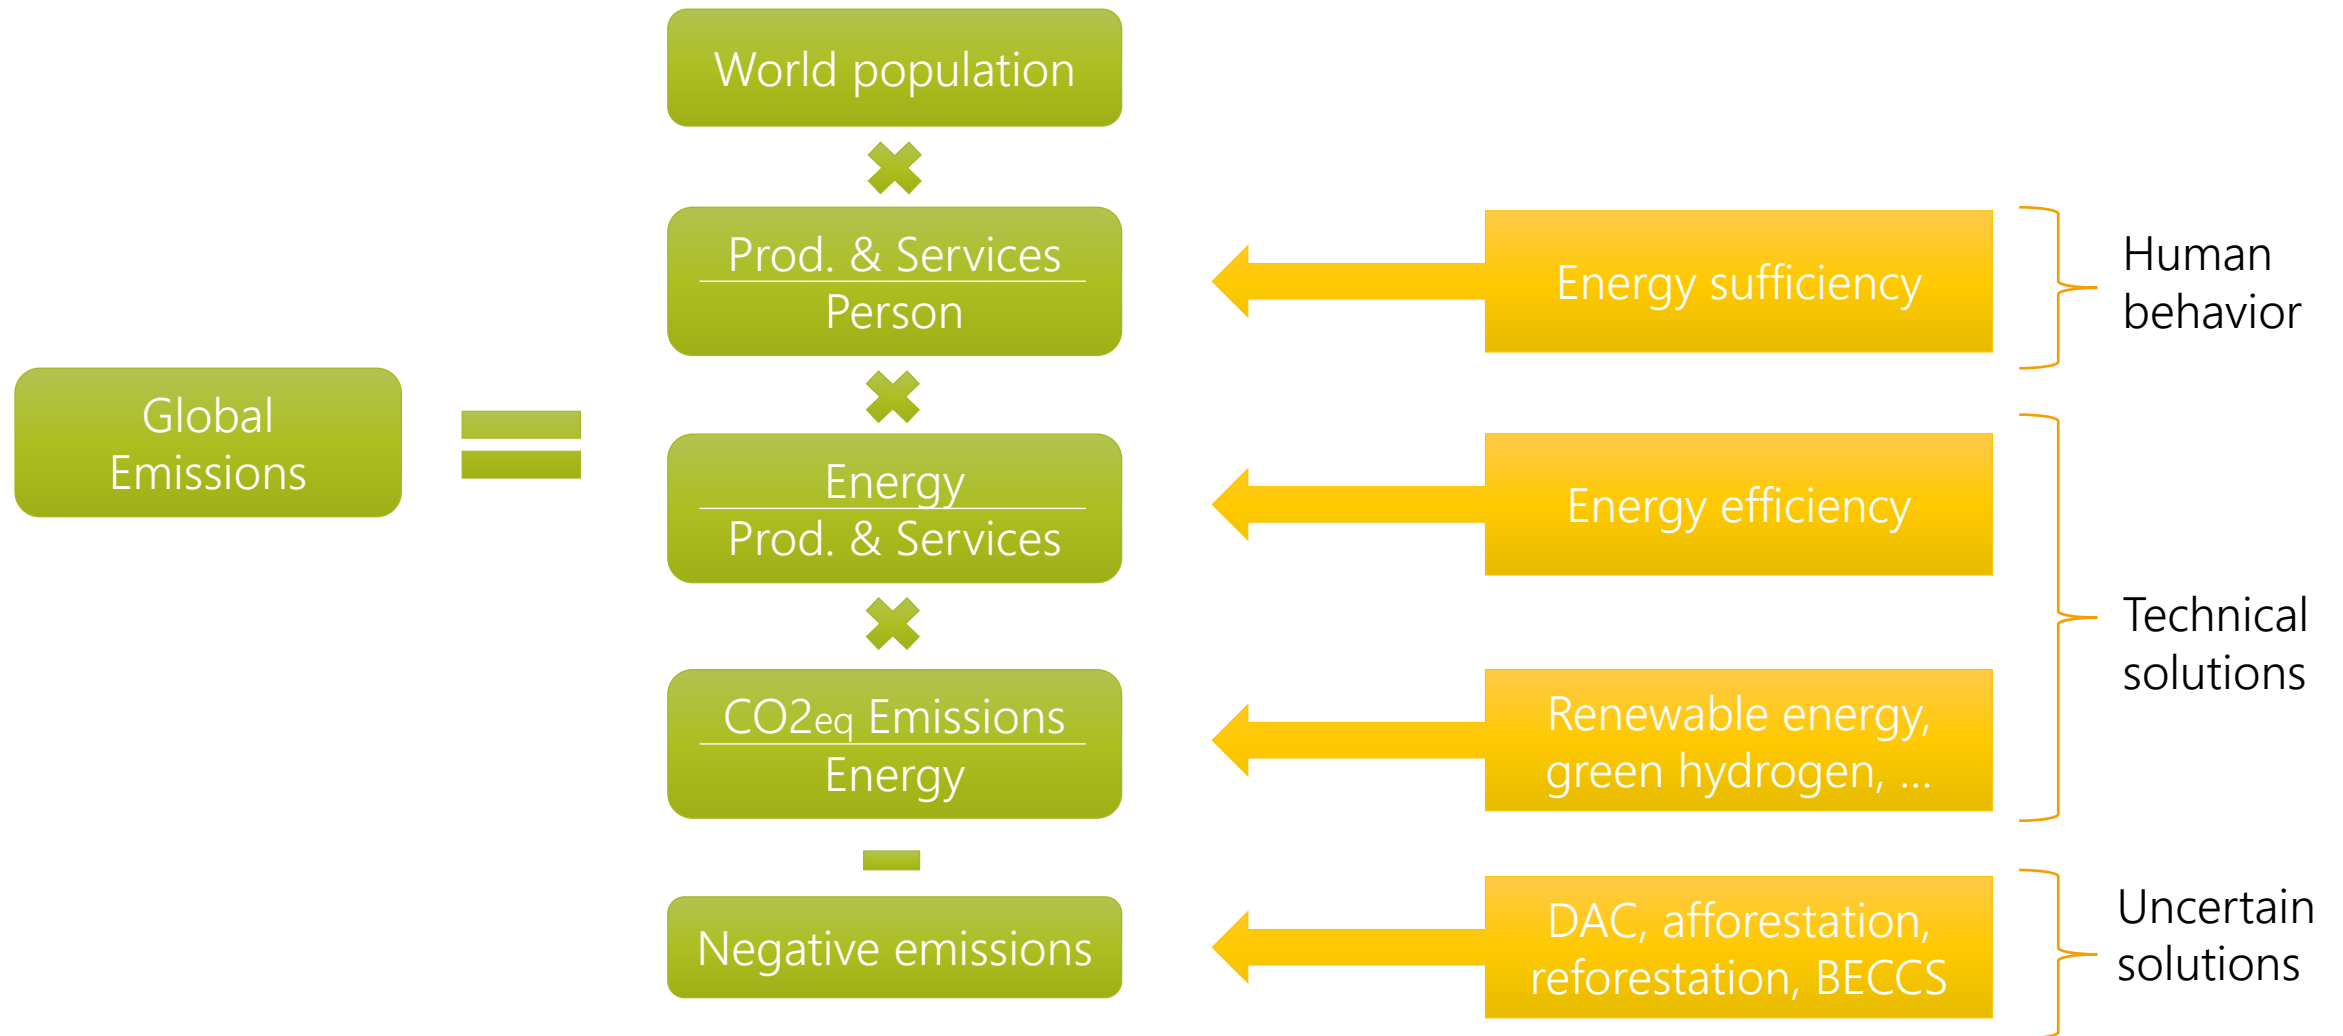 World population
Prod. & Services
Person
Energy sufficiency
Human
behavior
Global
Emissions
Energy
Prod. & Services
Energy efficiency
Technical
solutions
CO2eq Emissions
Energy
Renewable energy,
green hydrogen, ...
Negative emissions
DAC, afforestation,
reforestation, BECCS
Uncertain
solutions